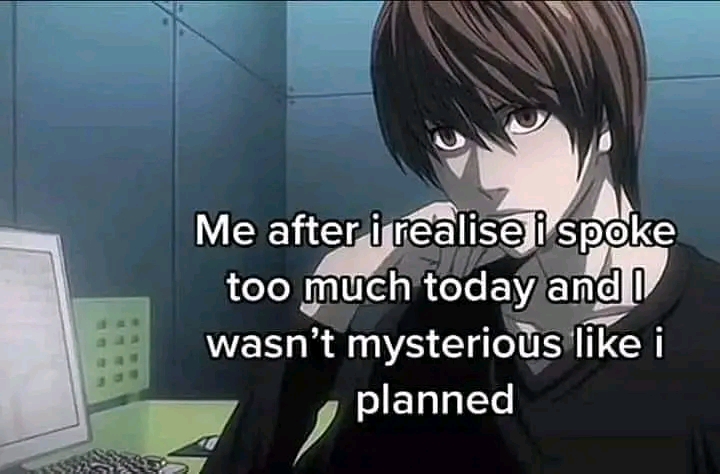 Me after i realise i spoke
too much today and I
wasn't mysterious like i
planned